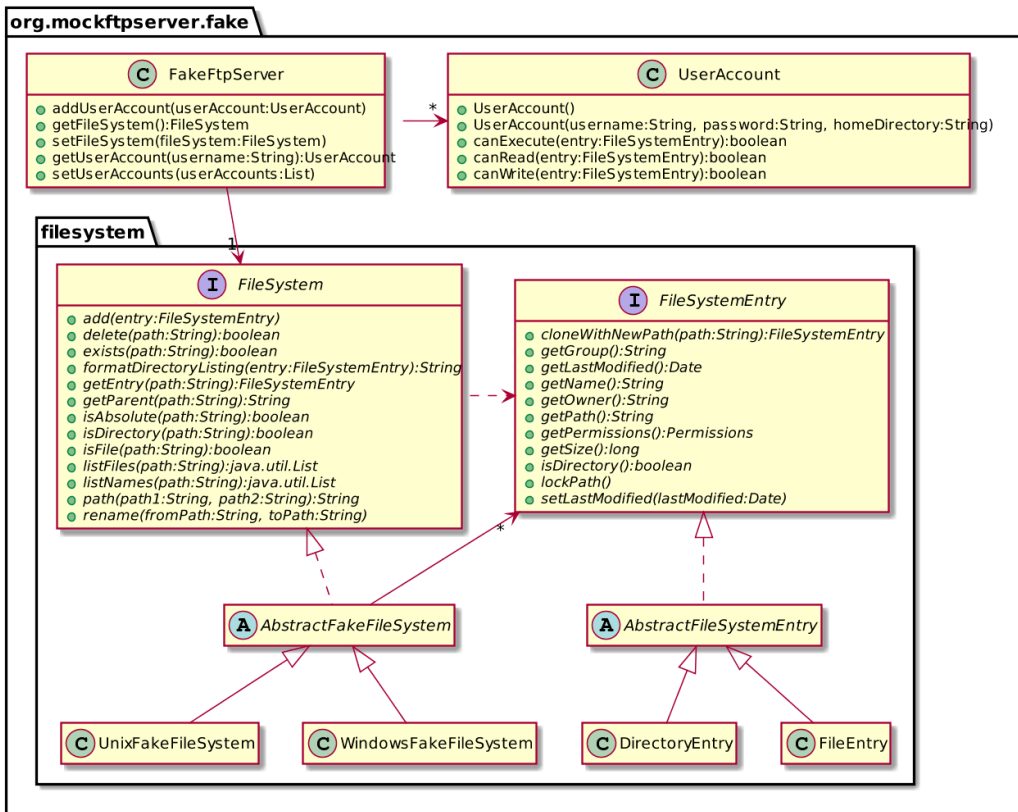 org.mockftpserver.fake
C FakeFtpServer
addUserAccount(userAccount:UserAccount)
getFileSystem():FileSystem
setFileSystem(fileSystem:FileSystem)
getUserAccount(username:String):UserAccount
setUserAccounts(userAccounts:List)
*
C UserAccount
UserAccount()
UserAccount(username:String, password:String, homeDirectory:String)
canExecute(entry:FileSystemEntry):boolean
canRead(entry:FileSystemEntry):boolean
canWrite(entry:FileSystemEntry):boolean
filesystem
1
I FileSystem
add(entry:FileSystemEntry)
delete(path:String):boolean
exists(path:String):boolean
formatDirectoryListing(entry:FileSystemEntry):String
getEntry(path:String):FileSystemEntry
getParent(path:String):String
isAbsolute(path:String):boolean
isDirectory(path:String):boolean
isFile(path:String):boolean
listFiles(path:String):java.util.List
listNames(path:String):java.util.List
path(path1:String, path2:String):String
rename(fromPath:String, toPath:String)
I FileSystemEntry
cloneWithNewPath(path:String):FileSystemEntry
getGroup():String
getLastModified():Date
getName():String
getOwner():String
getPath():String
getPermissions():Permissions
getSize():long
isDirectory():boolean
lockPath()
setLastModified(lastModified:Date)
*
A AbstractFakeFileSystem
A AbstractFileSystemEntry
C UnixFakeFileSystem
C WindowsFakeFileSystem
C DirectoryEntry
C FileEntry